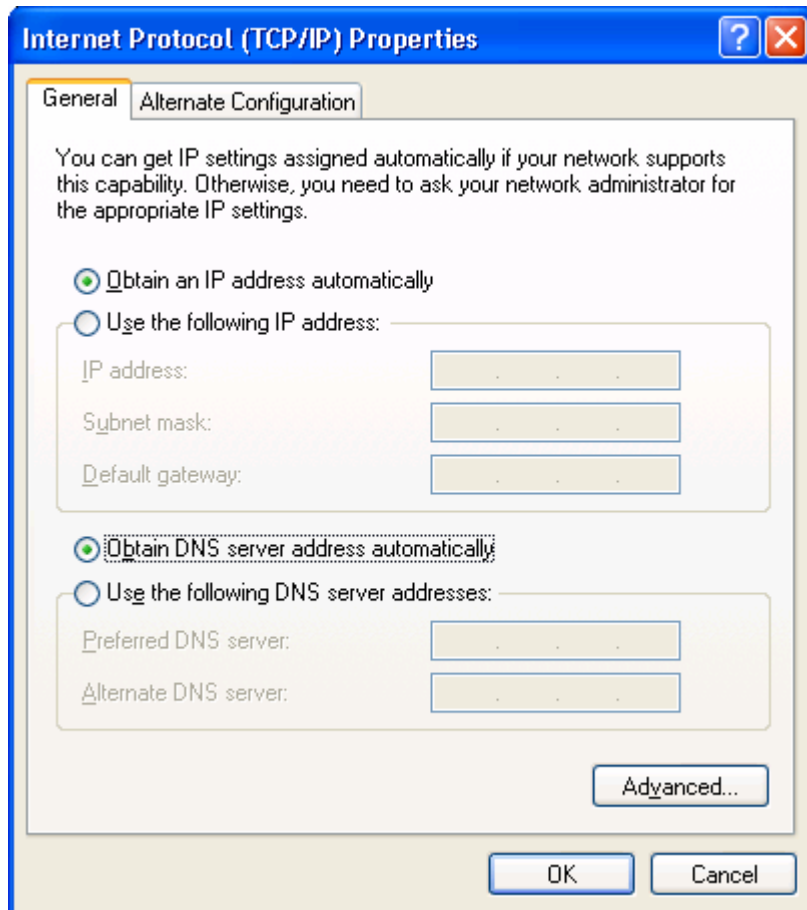 Internet Protocol (TCP/IP) Properties
General
Alternate Configuration
You can get IP settings assigned automatically if your network supports
this capability. Otherwise, you need to ask your network administrator for
the appropriate IP settings.
Obtain an IP address automatically
Use the following IP address:
IP address:
Subnet mask:
Default gateway:
Obtain DNS server address automatically
Use the following DNS server addresses:
Preferred DNS server:
Alternate DNS server:
Advanced...
OK
Cancel